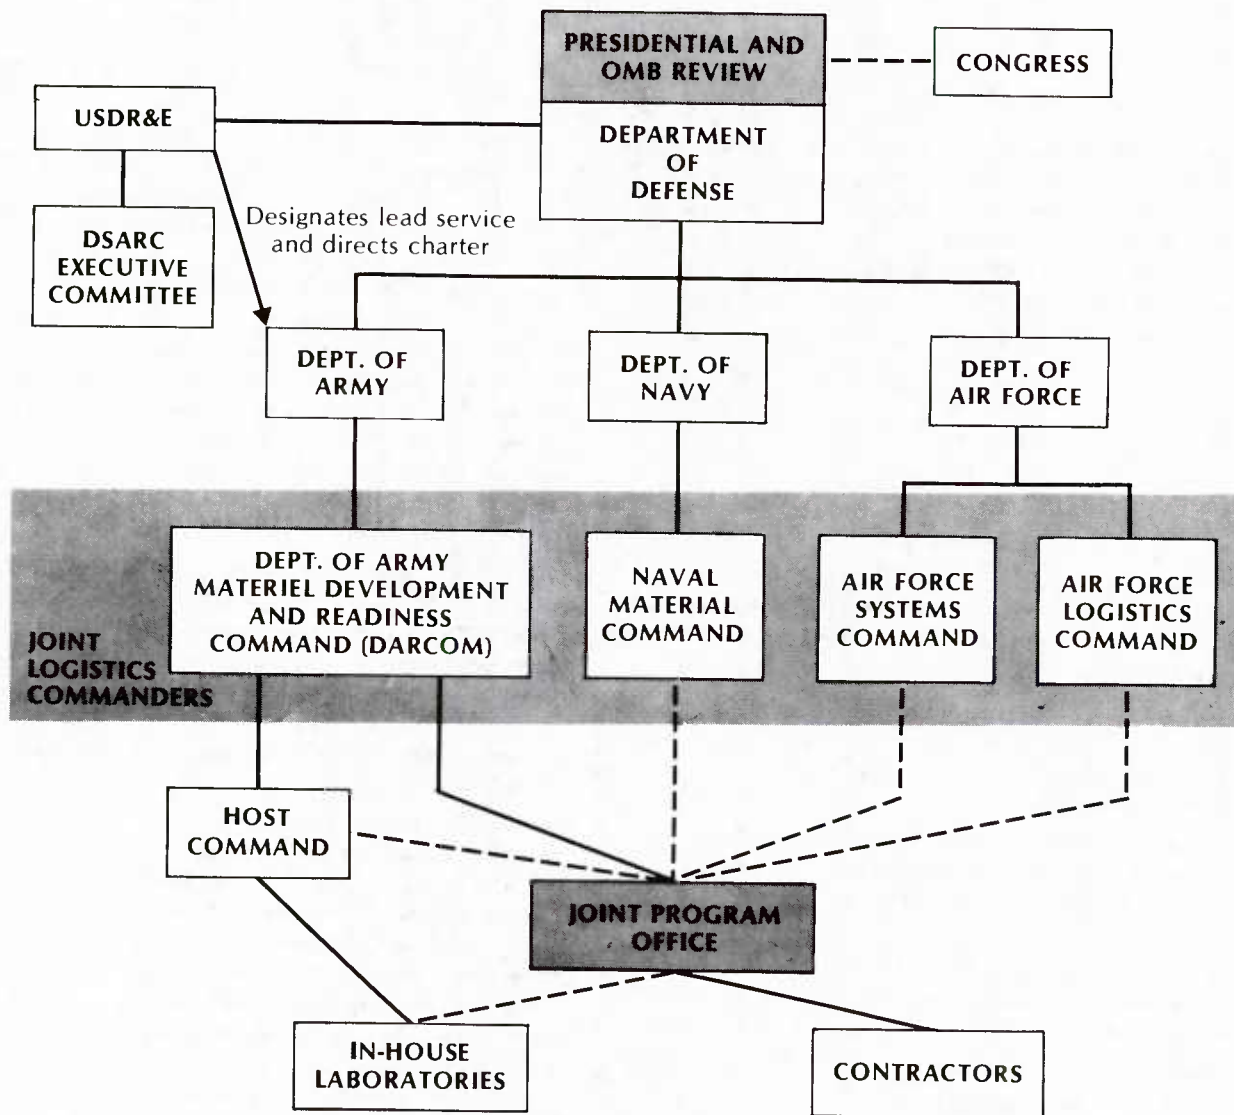 PRESIDENTIAL AND
OMB REVIEW
CONGRESS
USDR&E
DEPARTMENT
OF
DEFENSE
Designates lead service
and directs charter
DSARC
EXECUTIVE
COMMITTEE
DEPT. OF
ARMY
DEPT. OF
NAVY
DEPT. OF
AIR FORCE
DEPT. OF ARMY
MATERIEL DEVELOPMENT
AND READINESS
COMMAND (DARCOM)
NAVAL
MATERIAL
COMMAND
AIR FORCE
SYSTEMS
COMMAND
AIR FORCE
LOGISTICS
COMMAND
JOINT
LOGISTICS
COMMANDERS
HOST
COMMAND
JOINT PROGRAM
OFFICE
IN-HOUSE
LABORATORIES
CONTRACTORS